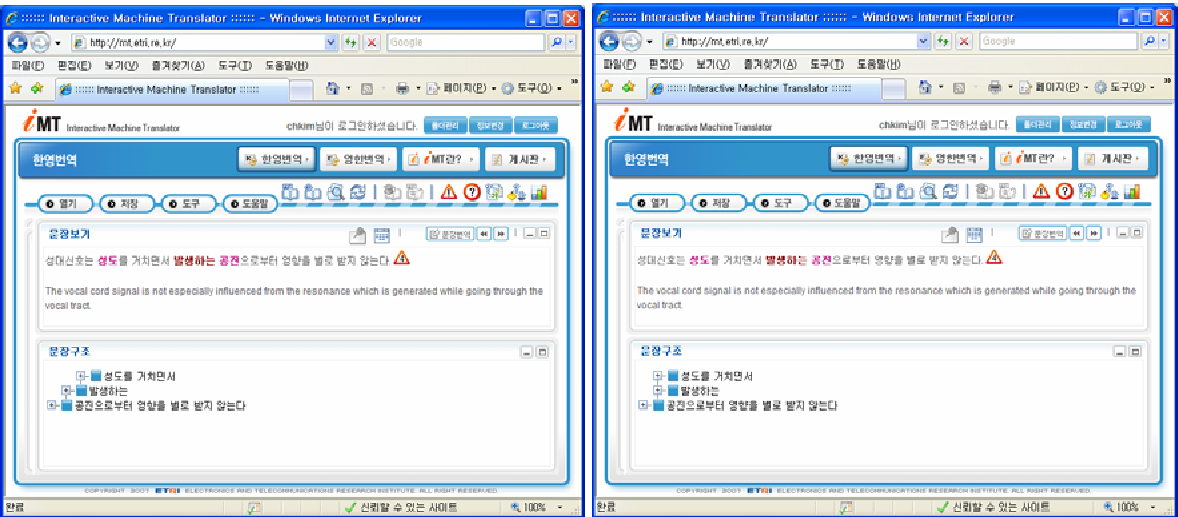 :::::: Interactive Machine Translator :::::: - Windows Internet Explorer
http://mt.etri.re.kr/
Google
파일(F) 편집(E) 보기(V) 즐겨찾기(A) 도구(T) 도움말(H)
:::::: Interactive Machine Translator ::::::
페이지(P) 도구(O)
iMT Interactive Machine Translator
chkim님이 로그인하셨습니다. 폴더관리 정보변경 로그아웃
한영번역
한영번역 영한번역 iMT란? 게시판
열기 저장 도구 도움말
문장보기
문장번역
성대신호는 성도를 거치면서 발생하는 공진으로부터 영향을 별로 받지 않는다
The vocal cord signal is not especially influenced from the resonance which is generated while going through the
vocal tract.
문장구조
성도를 거치면서
발생하는
공진으로부터 영향을 별로 받지 않는다
COPYRIGHT 2007 ETRI ELECTRONICS AND TELECOMMUNICATIONS RESEARCH INSTITUTE. ALL RIGHT RESERVED.
완료 신뢰할 수 있는 사이트 100%
:::::: Interactive Machine Translator :::::: - Windows Internet Explorer
http://mt.etri.re.kr/
Google
파일(F) 편집(E) 보기(V) 즐겨찾기(A) 도구(T) 도움말(H)
:::::: Interactive Machine Translator ::::::
페이지(P) 도구(O)
iMT Interactive Machine Translator
chkim님이 로그인하셨습니다. 폴더관리 정보변경 로그아웃
한영번역
한영번역 영한번역 iMT란? 게시판
열기 저장 도구 도움말
문장보기
문장번역
성대신호는 성도를 거치면서 발생하는 공진으로부터 영향을 별로 받지 않는다.
The vocal cord signal is not especially influenced from the resonance which is generated while going through the
vocal tract.
문장구조
성도를 거치면서
발생하는
공진으로부터 영향을 별로 받지 않는다
COPYRIGHT 2007 ETRI ELECTRONICS AND TELECOMMUNICATIONS RESEARCH INSTITUTE. ALL RIGHT RESERVED.
완료 신뢰할 수 있는 사이트 100%